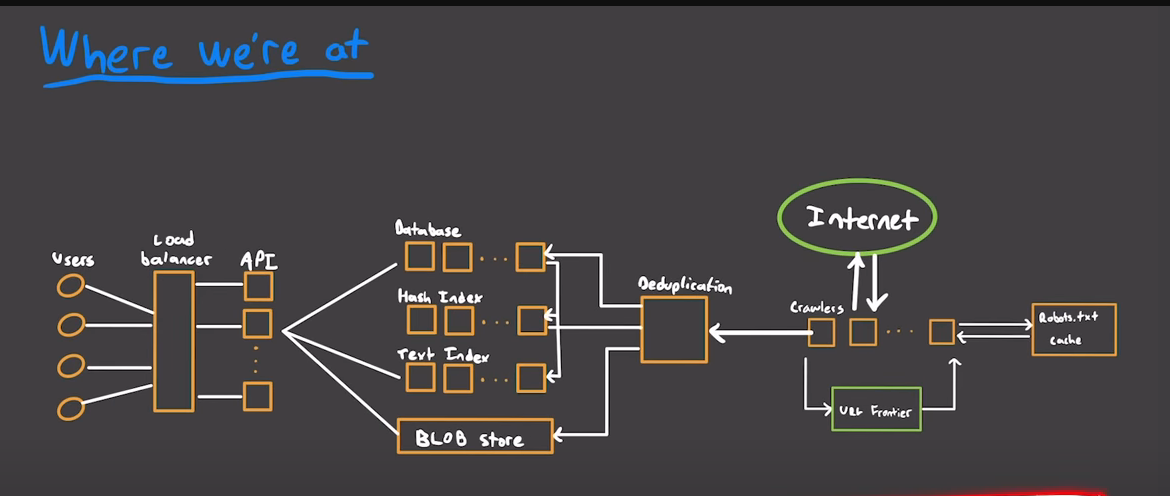 Where we're at
Users
Load
balancer
API
Database
Hash Index
Text Index
BLOB store
Deduplication
Internet
Crawlers
URL Frontier
Robots.txt
cache